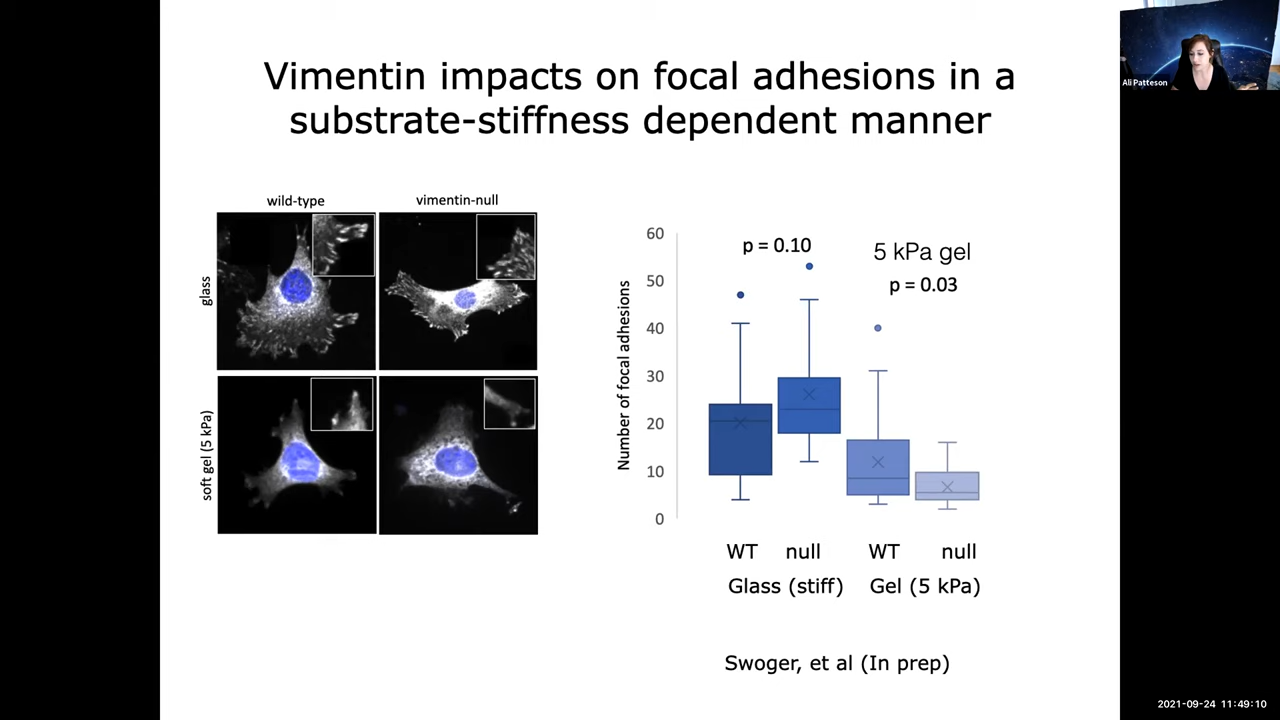 Vimentin impacts on focal adhesions in a
substrate-stiffness dependent manner
Ali Patteson
wild-type
vimentin-null
glass
soft gel (5 kPa)
Number of focal adhesions
60
50
40
30
20
10
0
p = 0.10
5 kPa gel
p = 0.03
WT null WT null
Glass (stiff) Gel (5 kPa)
Swoger, et al (In prep)
2021-09-24 11:49:10